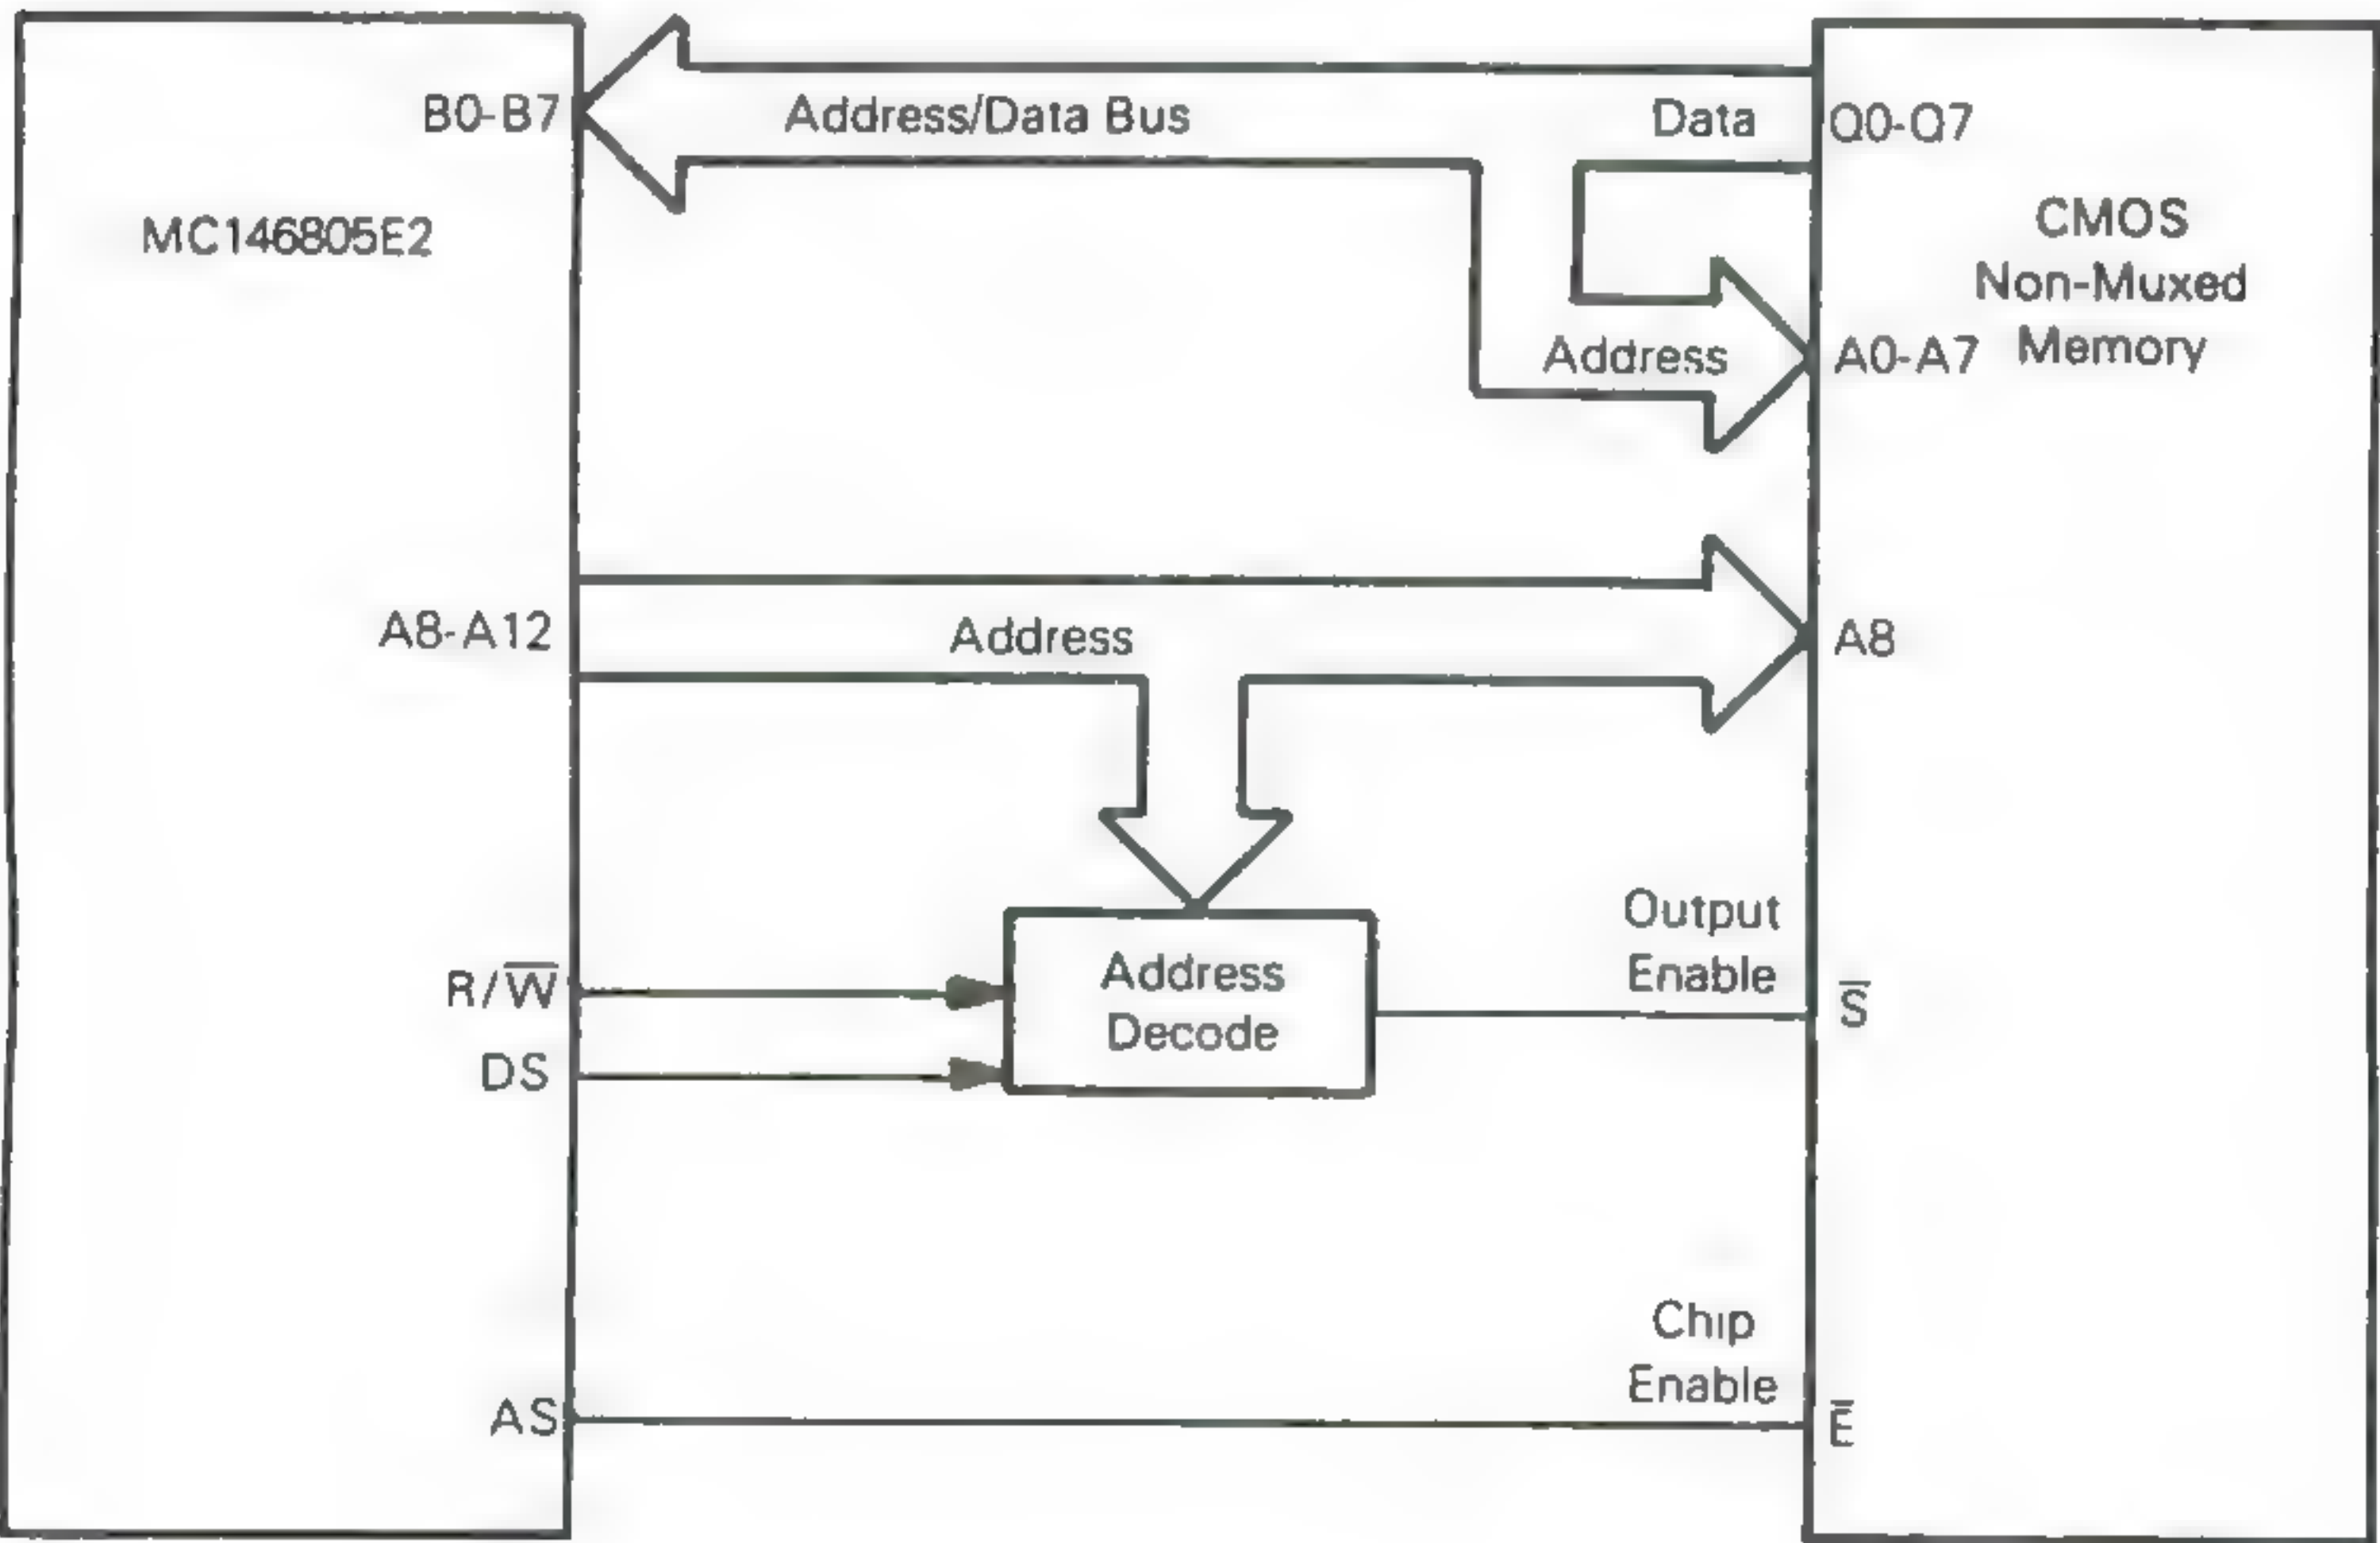 B0-B7
Address/Data Bus
Data
Q0-Q7
MC146805E2
CMOS
Non-Muxed
Memory
Address
A0-A7
A8-A12
Address
A8
R/W̅
DS
Address
Decode
Output
Enable
S̅
AS
Chip
Enable
E̅